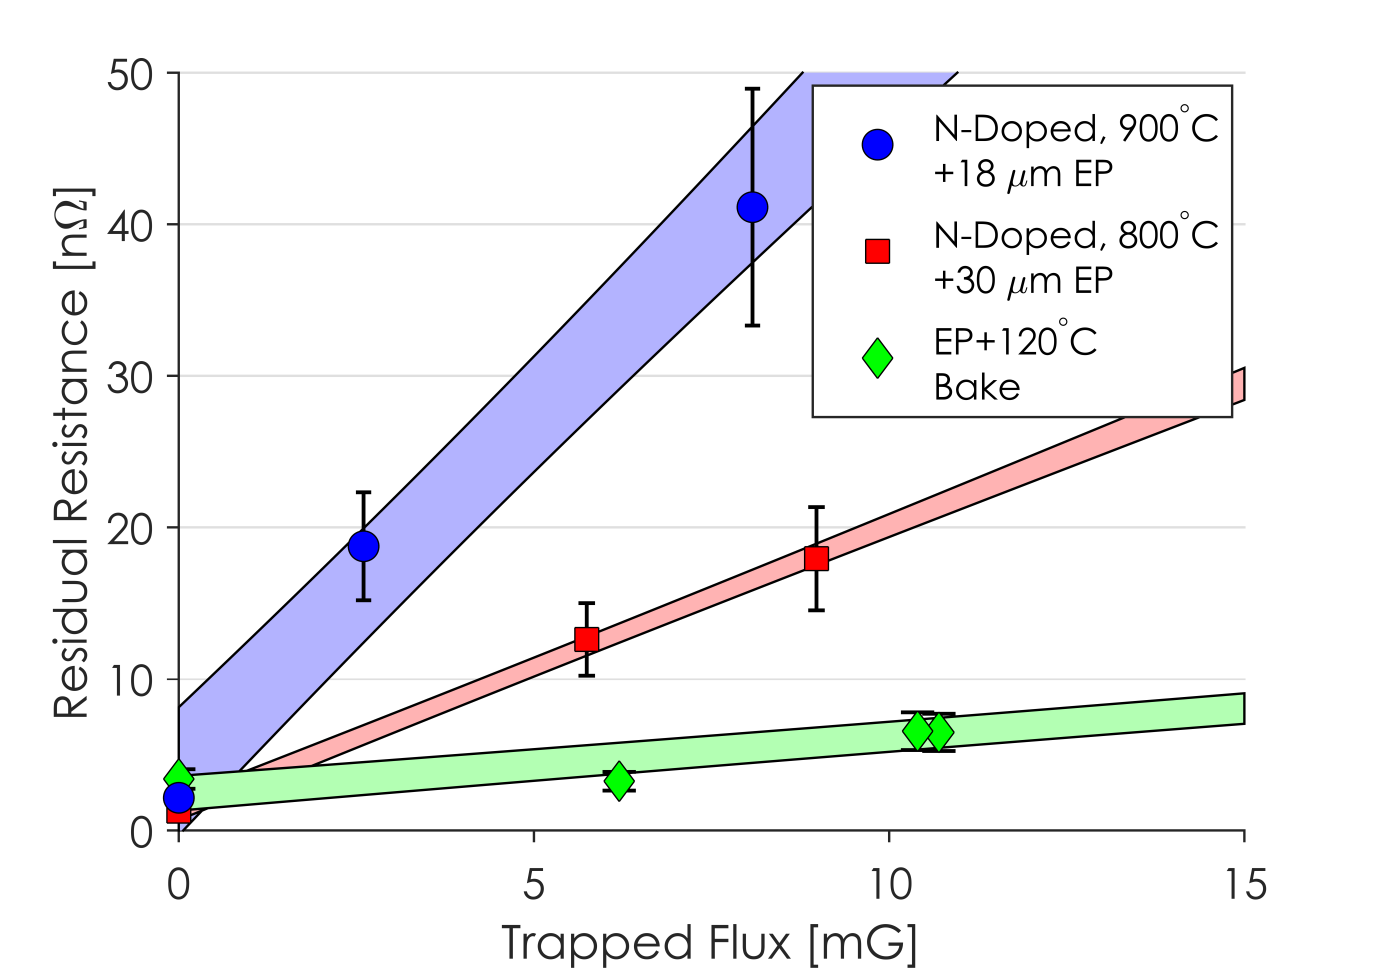 50
40
30
20
10
0
0 5 10 15
Residual Resistance [nΩ]
Trapped Flux [mG]
N-Doped, 900°C
+18 μm EP
N-Doped, 800°C
+30 μm EP
EP+120°C
Bake